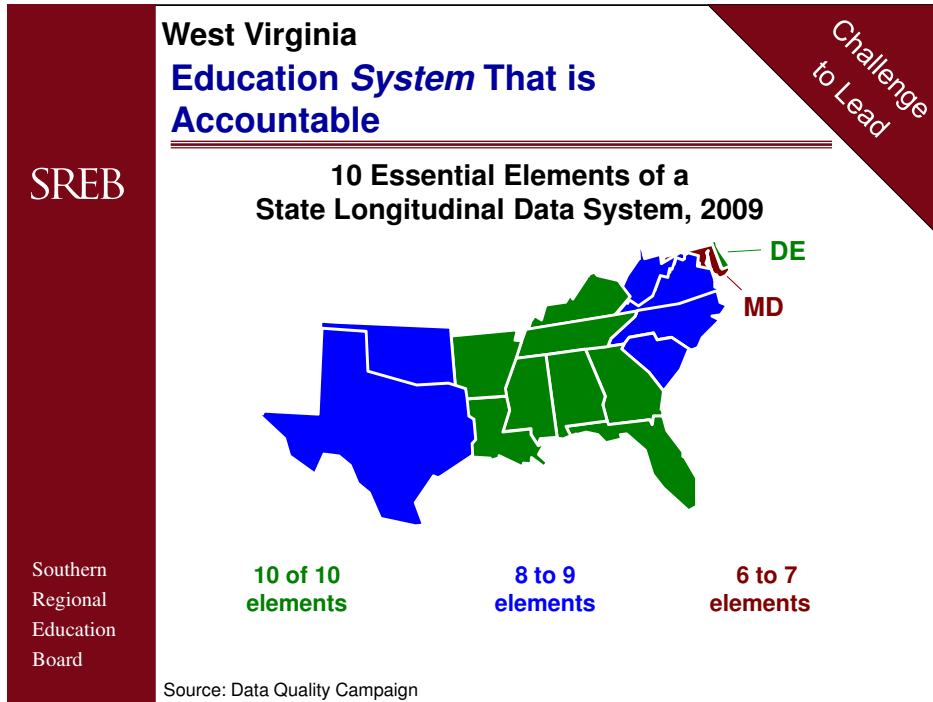 West Virginia
Education System That is
Accountable
Challenge
to Lead
SREB
10 Essential Elements of a
State Longitudinal Data System, 2009
DE
MD
10 of 10
elements
8 to 9
elements
6 to 7
elements
Southern
Regional
Education
Board
Source: Data Quality Campaign